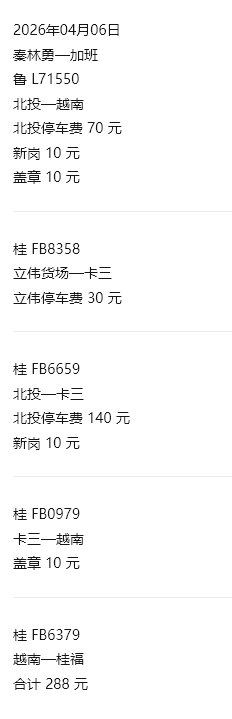 2026年04月06日
秦林勇—加班
鲁 L71550
北投—越南
北投停车费 70 元
新岗 10 元
盖章 10 元
桂 FB8358
立伟货场—卡三
立伟停车费 30 元
桂 FB6659
北投—卡三
北投停车费 140 元
新岗 10 元
桂 FB0979
卡三—越南
盖章 10 元
桂 FB6379
越南—桂福
合计 288 元